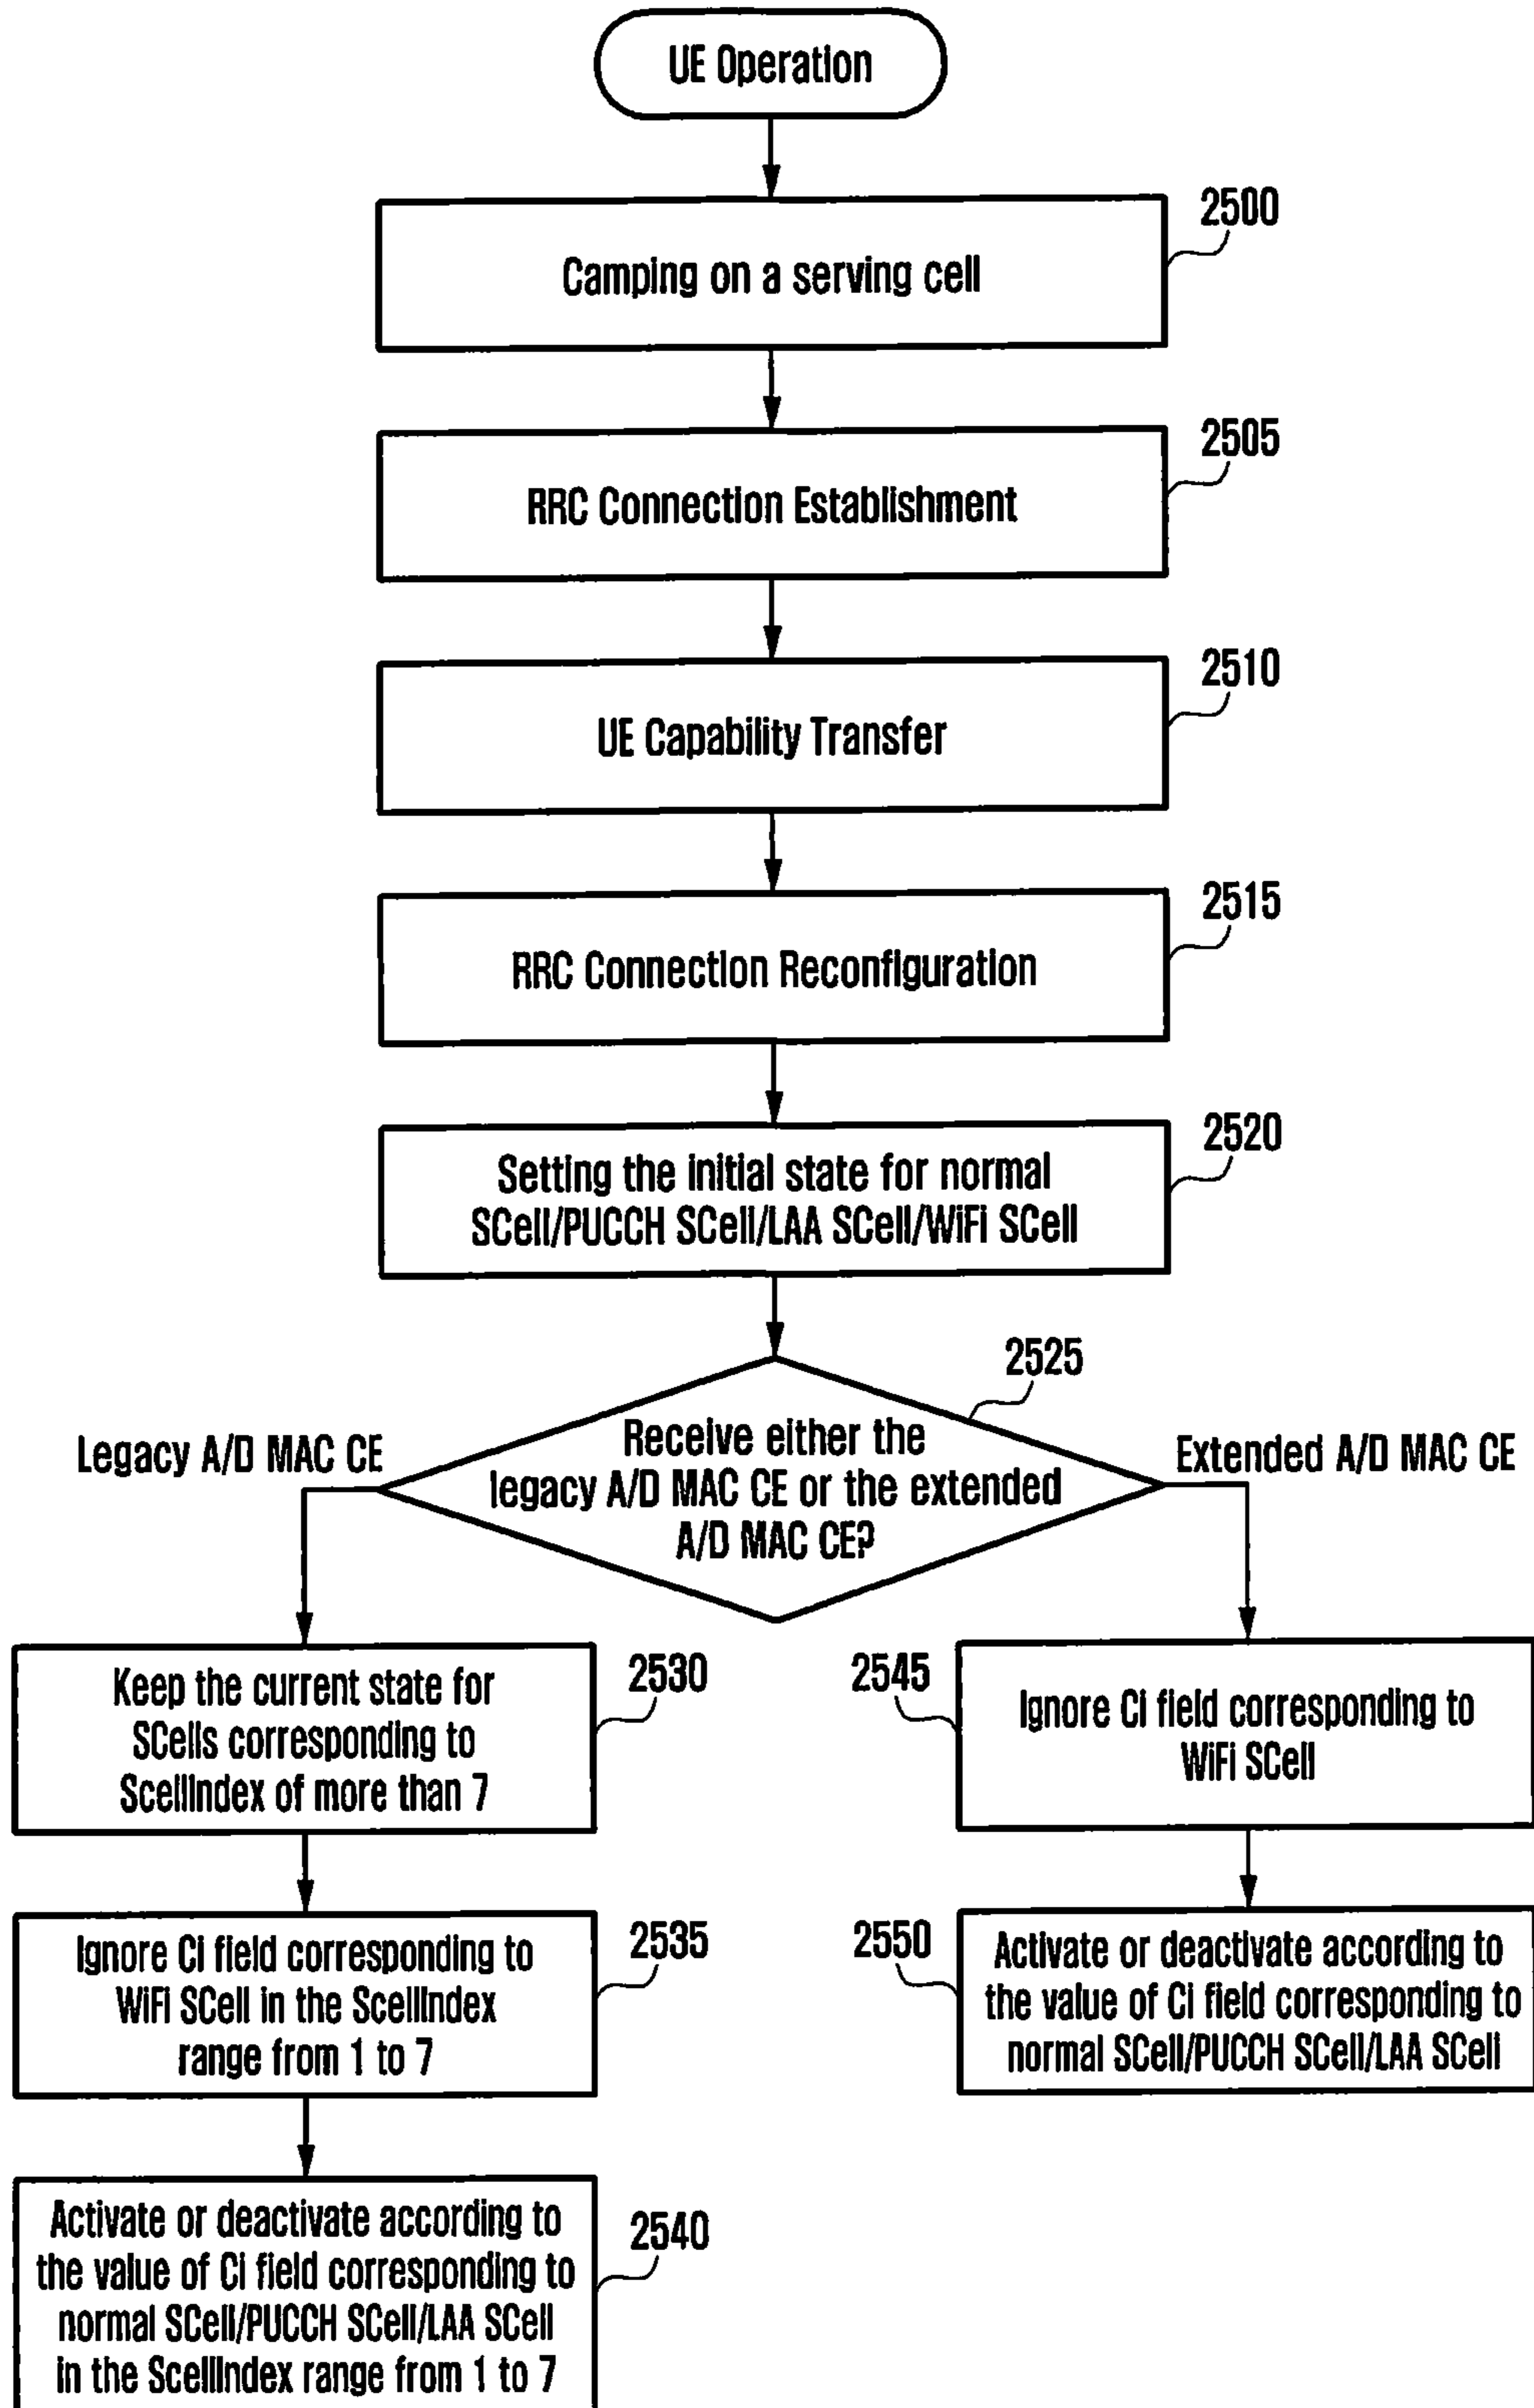 UE Operation
2500
Camping on a serving cell
2505
RRC Connection Establishment
2510
UE Capability Transfer
2515
RRC Connection Reconfiguration
2520
Setting the initial state for normal
SCell/PUCCH SCell/LAA SCell/WiFi SCell
2525
Receive either the
legacy A/D MAC CE or the extended
A/D MAC CE?
Legacy A/D MAC CE
Extended A/D MAC CE
2530
Keep the current state for
SCells corresponding to
ScellIndex of more than 7
2535
Ignore Ci field corresponding to
WiFi SCell in the ScellIndex
range from 1 to 7
2540
Activate or deactivate according to
the value of Ci field corresponding to
normal SCell/PUCCH SCell/LAA SCell
in the ScellIndex range from 1 to 7
2545
Ignore Ci field corresponding to
WiFi SCell
2550
Activate or deactivate according to
the value of Ci field corresponding to
normal SCell/PUCCH SCell/LAA SCell